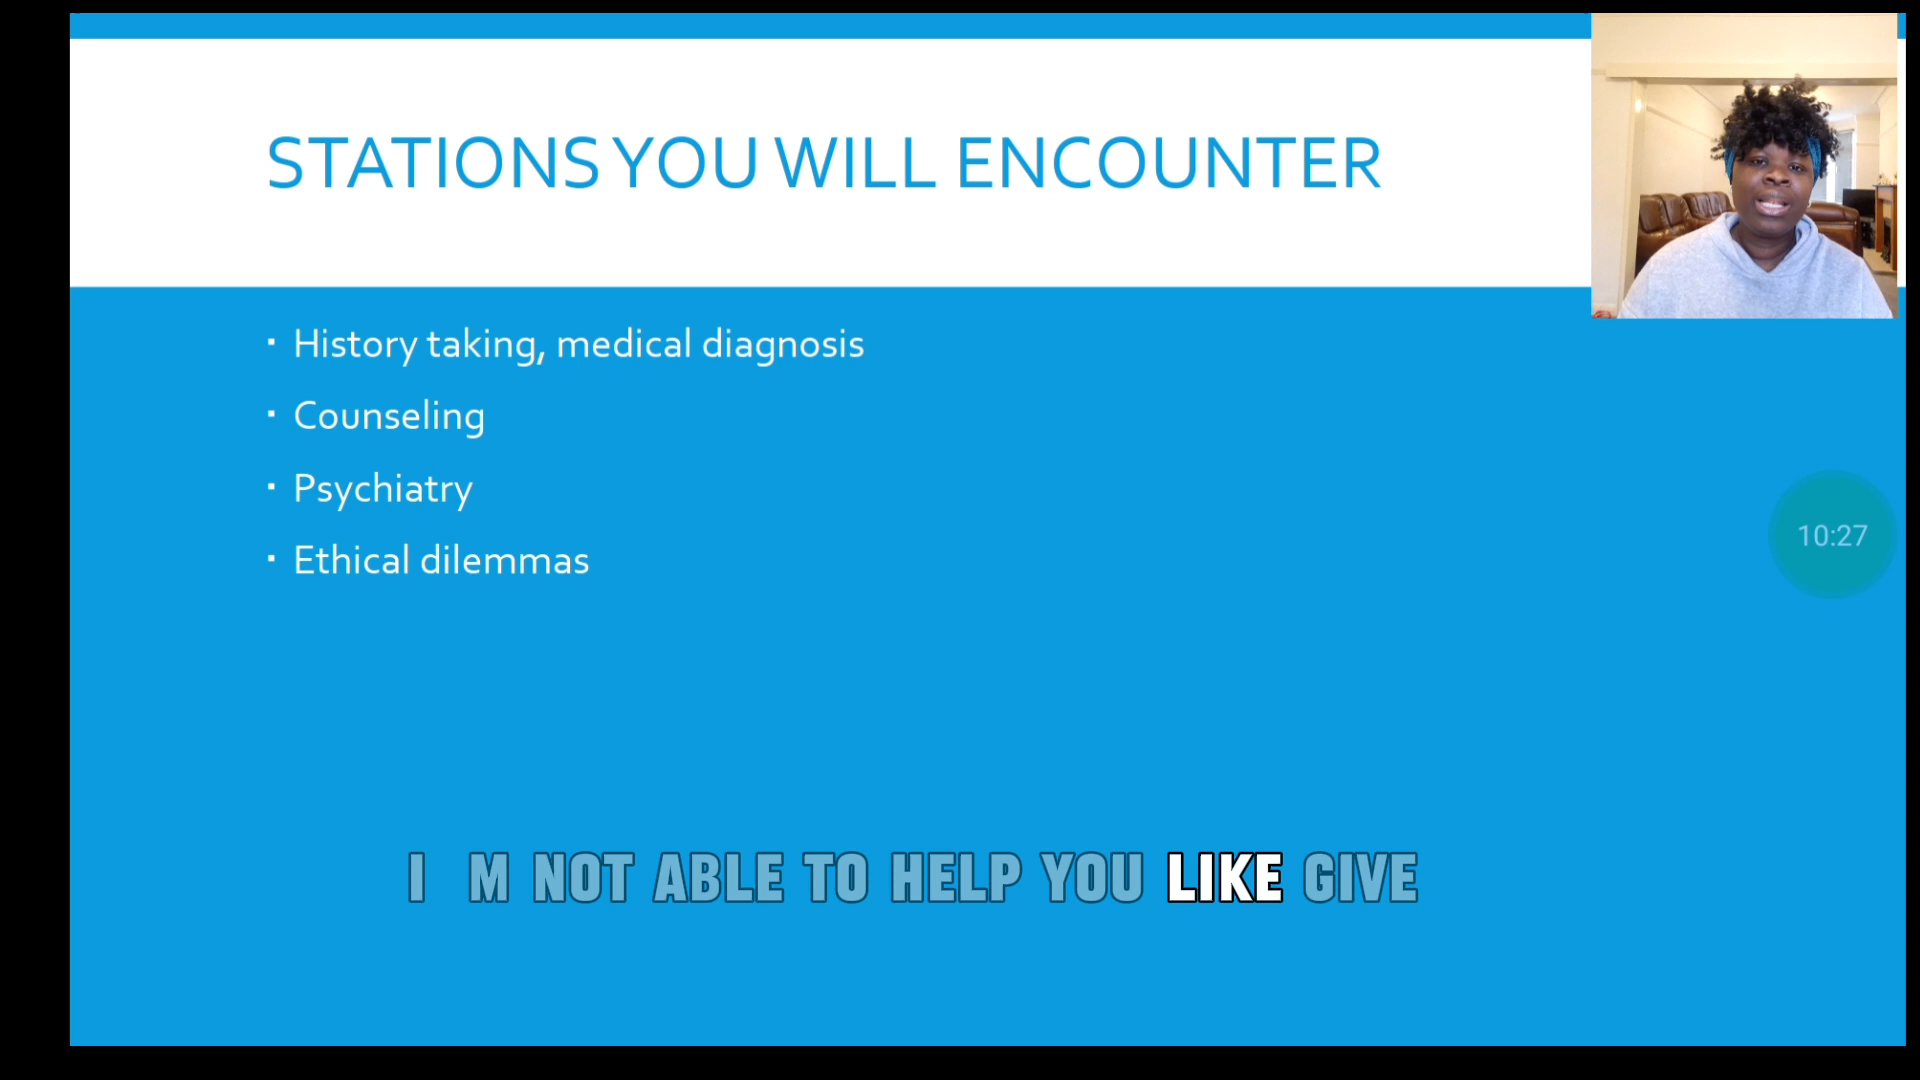 STATIONS YOU WILL ENCOUNTER
▪ History taking, medical diagnosis
▪ Counseling
▪ Psychiatry
▪ Ethical dilemmas
10:27
I M NOT ABLE TO HELP YOU LIKE GIVE